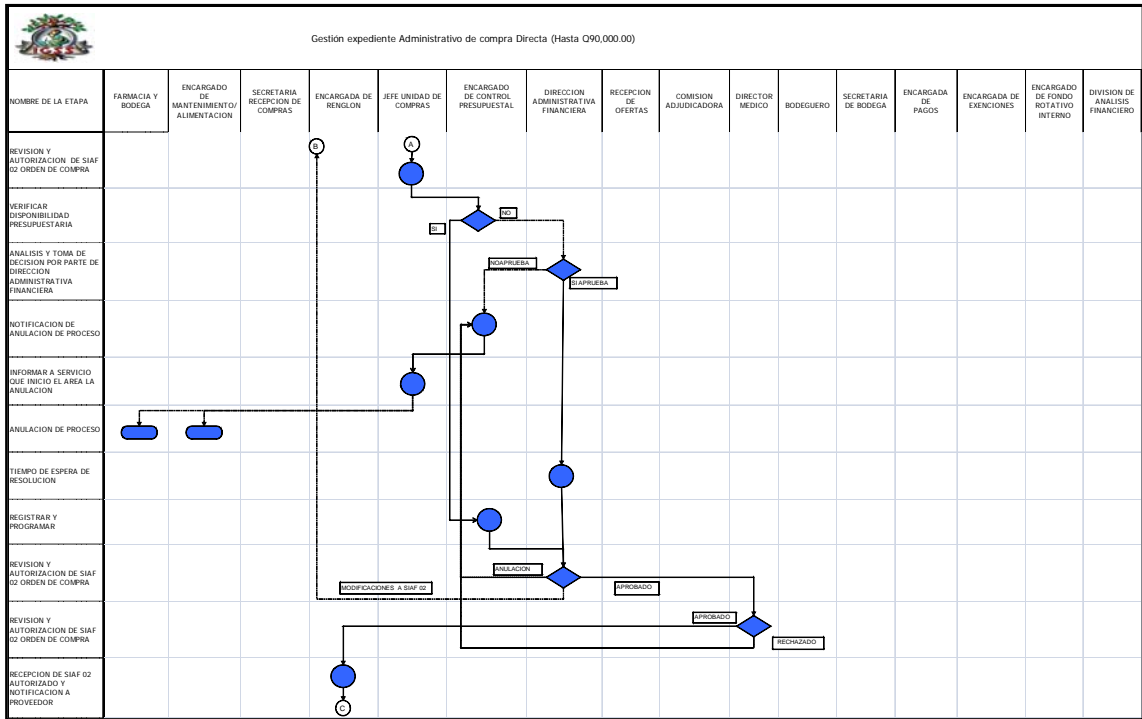 IGSS
Gestión expediente Administrativo de compra Directa (Hasta Q90,000.00)
NOMBRE DE LA ETAPA
FARMACIA Y
BODEGA
ENCARGADO
DE
MANTENIMIENTO/
ALIMENTACION
SECRETARIA
RECEPCION DE
COMPRAS
ENCARGADA DE
RENGLON
JEFE UNIDAD DE
COMPRAS
ENCARGADO
DE CONTROL
PRESUPUESTAL
DIRECCION
ADMINISTRATIVA
FINANCIERA
RECEPCION
DE
OFERTAS
COMISION
ADJUDICADORA
DIRECTOR
MEDICO
BODEGUERO
SECRETARIA
DE BODEGA
ENCARGADA
DE
PAGOS
ENCARGADA DE
EXENCIONES
ENCARGADO
DE FONDO
ROTATIVO
INTERNO
DIVISION DE
ANALISIS
FINANCIERO
REVISION Y
AUTORIZACION DE SIAF
02 ORDEN DE COMPRA
B
A
VERIFICAR
DISPONIBILIDAD
PRESUPUESTARIA
NO
SI
ANALISIS Y TOMA DE
DECISION POR PARTE DE
DIRECCION
ADMINISTRATIVA
FINANCIERA
NOAPRUEBA
SI APRUEBA
NOTIFICACION DE
ANULACION DE PROCESO
INFORMAR A SERVICIO
QUE INICIO EL AREA LA
ANULACION
ANULACION DE PROCESO
TIEMPO DE ESPERA DE
RESOLUCION
REGISTRAR Y
PROGRAMAR
REVISION Y
AUTORIZACION DE SIAF
02 ORDEN DE COMPRA
ANULACION
MODIFICACIONES A SIAF 02
APROBADO
REVISION Y
AUTORIZACION DE SIAF
02 ORDEN DE COMPRA
APROBADO
RECHAZADO
RECEPCION DE SIAF 02
AUTORIZADO Y
NOTIFICACION A
PROVEEDOR
C